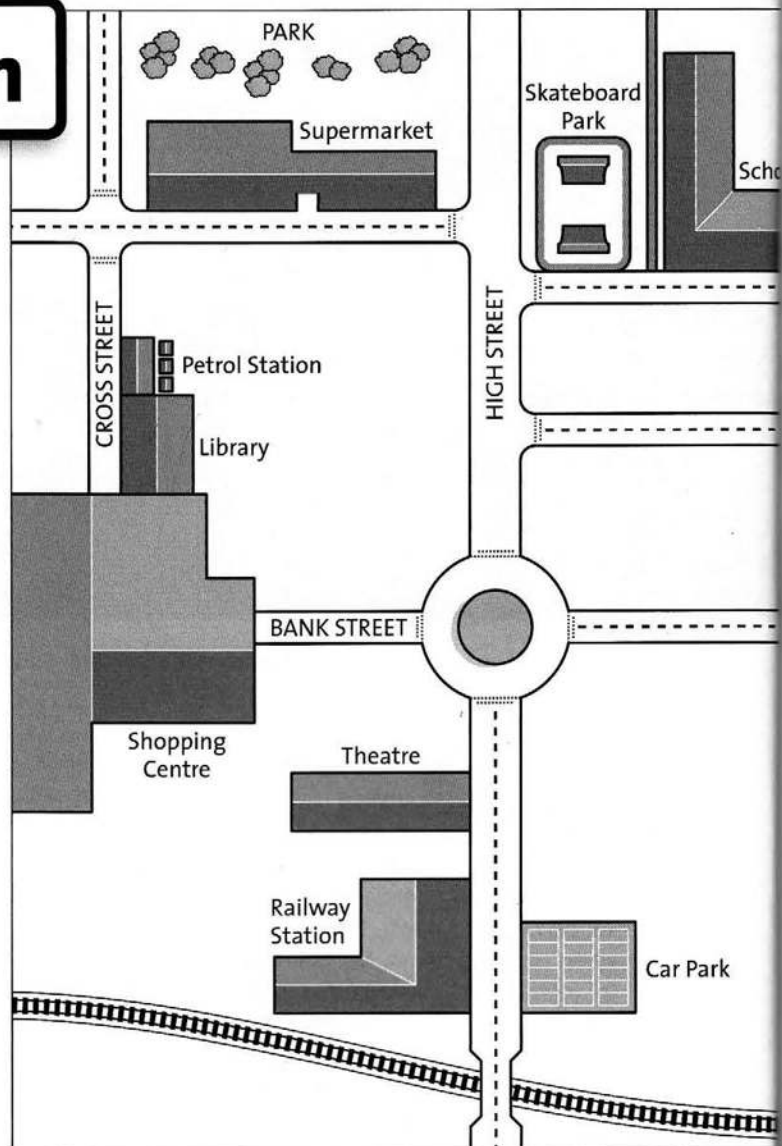 n
PARK
Skateboard
Park
Supermarket
CROSS STREET
HIGH STREET
Petrol Station
Library
BANK STREET
Shopping
Centre
Theatre
Railway
Station
Car Park